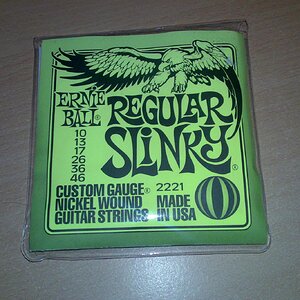 ERNIE BALL®
REGULAR
SLINKY
10
13
17
26
36
46
CUSTOM GAUGE® 2221
NICKEL WOUND MADE
GUITAR STRINGS IN USA